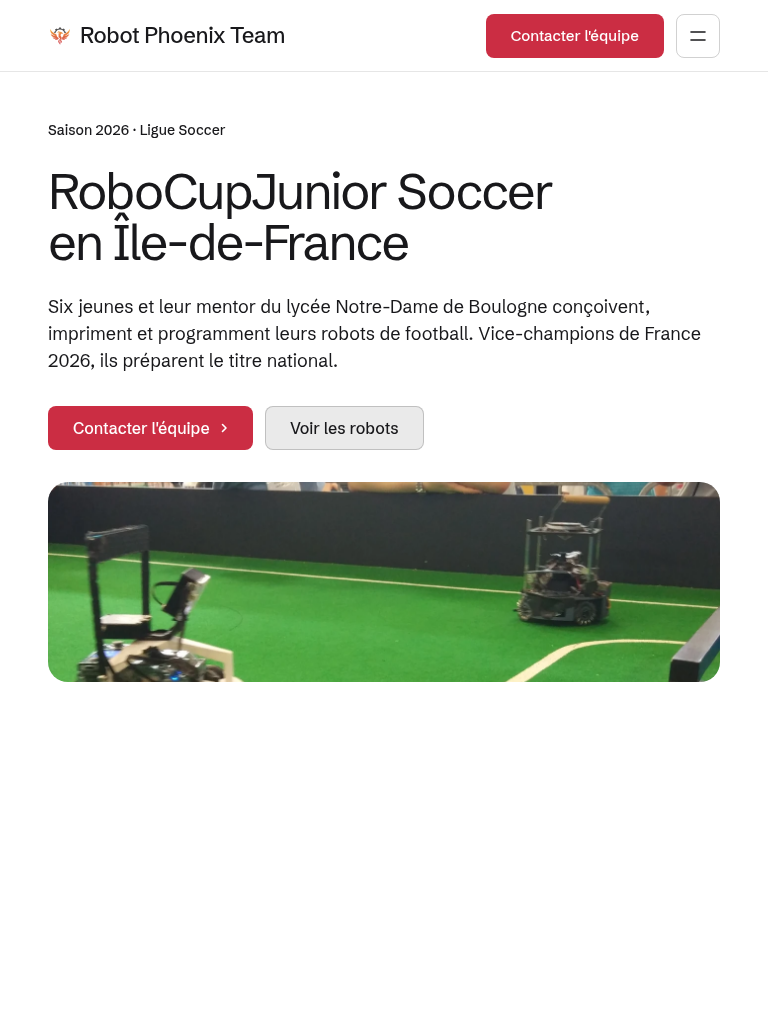 Robot Phoenix Team
Contacter l'équipe
Saison 2026 · Ligue Soccer
RoboCupJunior Soccer
en Île-de-France
Six jeunes et leur mentor du lycée Notre-Dame de Boulogne conçoivent,
impriment et programment leurs robots de football. Vice-champions de France
2026, ils préparent le titre national.
Contacter l'équipe
Voir les robots